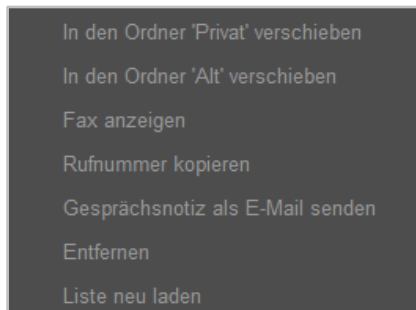 In den Ordner 'Privat' verschieben
In den Ordner 'Alt' verschieben
Fax anzeigen
Rufnummer kopieren
Gesprächsnotiz als E-Mail senden
Entfernen
Liste neu laden